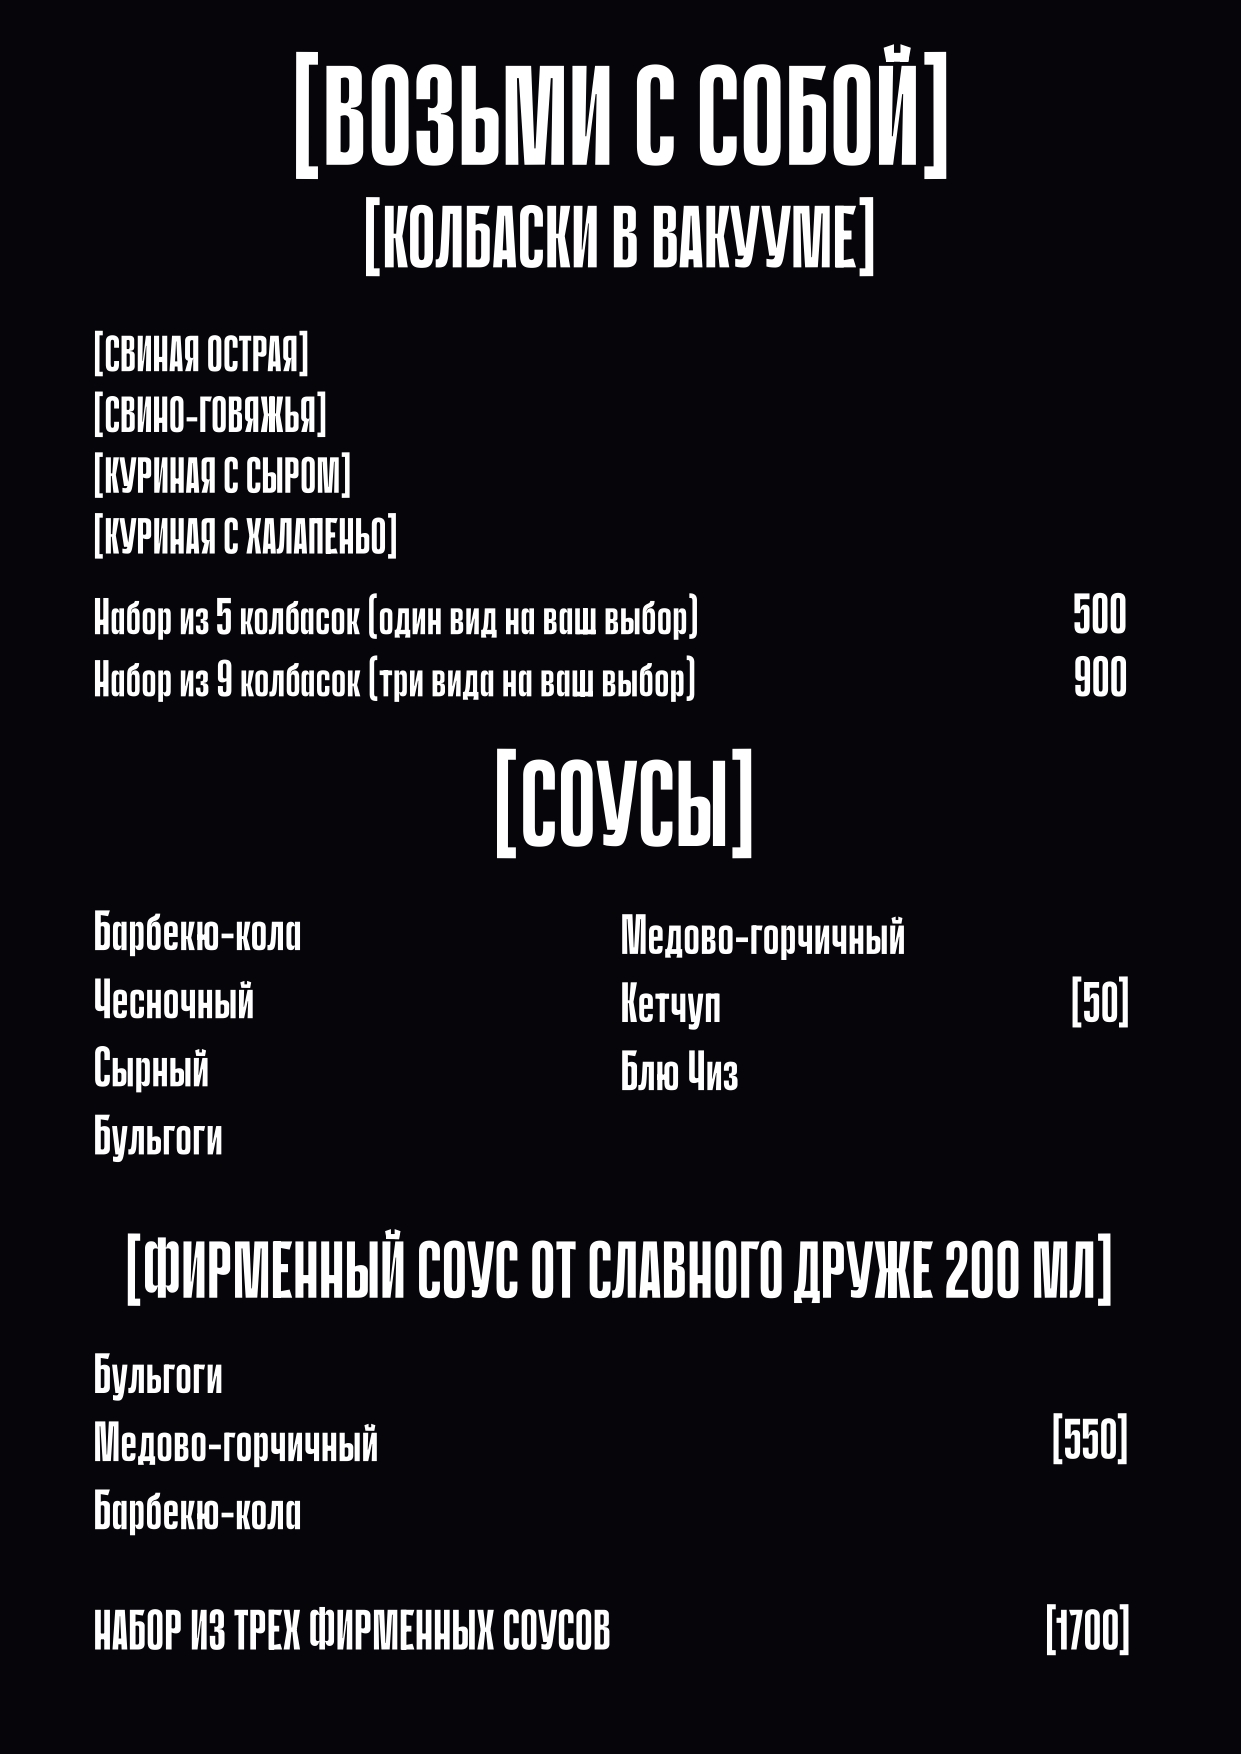 [ВОЗЬМИ С СОБОЙ]
[КОЛБАСКИ В ВАКУУМЕ]
[СВИНАЯ ОСТРАЯ]
[СВИНО-ГОВЯЖЬЯ]
[КУРИНАЯ С СЫРОМ]
[КУРИНАЯ С ХАЛАПЕНЬО]
Набор из 5 колбасок (один вид на ваш выбор) 500
Набор из 9 колбасок (три вида на ваш выбор) 900
[СОУСЫ]
Барбекю-кола
Чесночный
Сырный
Бульгоги
Медово-горчичный
Кетчуп
Блю Чиз
[50]
[ФИРМЕННЫЙ СОУС ОТ СЛАВНОГО ДРУЖЕ 200 МЛ]
Бульгоги
Медово-горчичный [550]
Барбекю-кола
НАБОР ИЗ ТРЕХ ФИРМЕННЫХ СОУСОВ [1700]